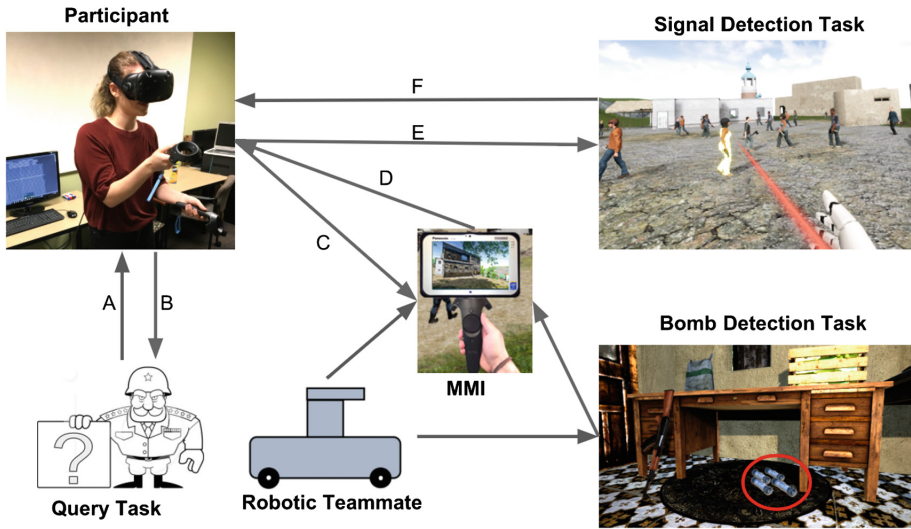 Participant
Signal Detection Task
F
E
D
C
A
B
Bomb Detection Task
MMI
?
Query Task
Robotic Teammate